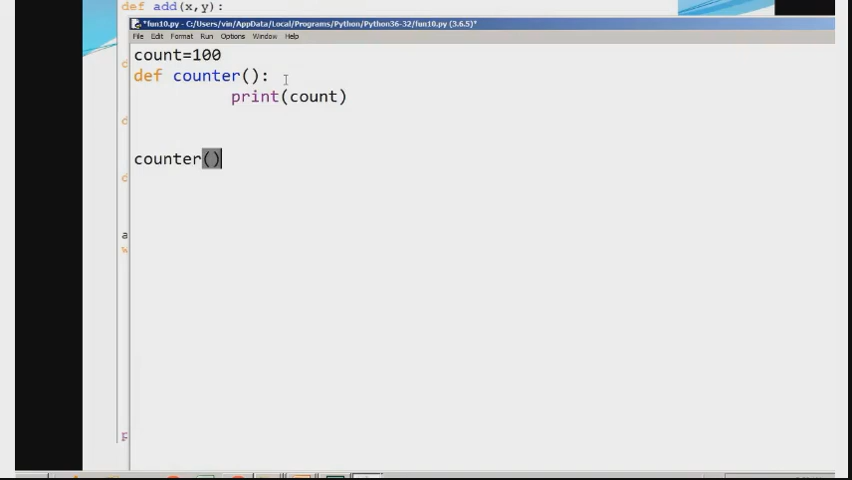 def add(x,y):
*fun10.py - C:/Users/vin/AppData/Local/Programs/Python/Python36-32/fun10.py (3.6.5)*
File Edit Format Run Options Window Help
count=100
def counter():
print(count)
counter()